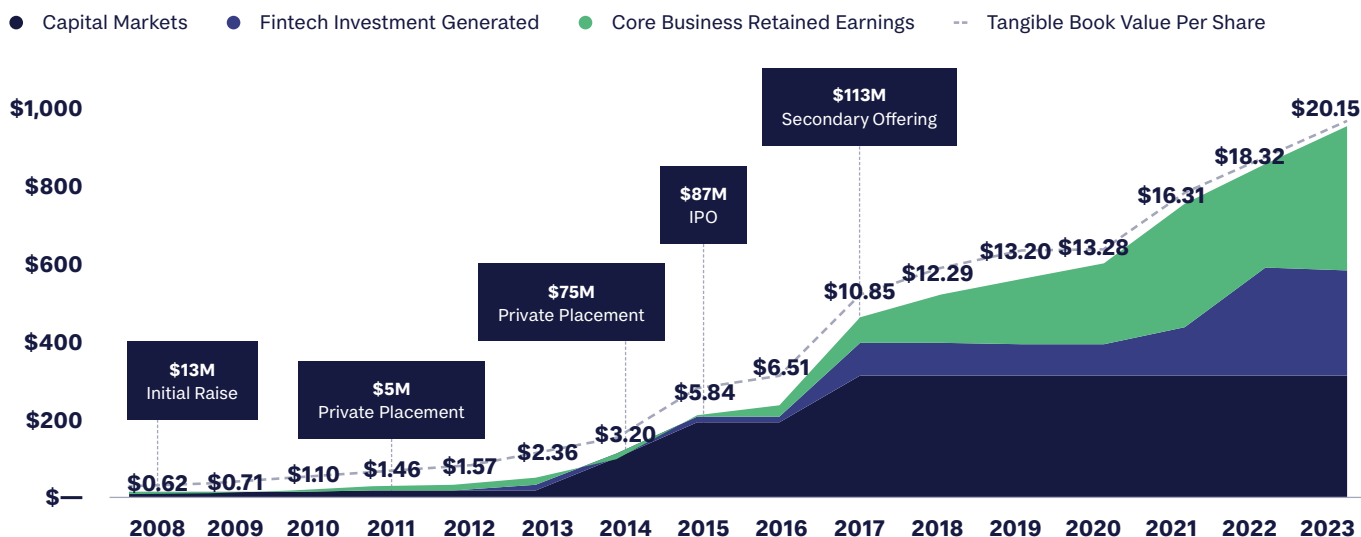 Capital Markets
Fintech Investment Generated
Core Business Retained Earnings
Tangible Book Value Per Share
$1,000
$800
$600
$400
$200
$—
$13M
Initial Raise
$5M
Private Placement
$75M
Private Placement
$87M
IPO
$113M
Secondary Offering
$0.62
$0.71
$1.10
$1.46
$1.57
$2.36
$3.20
$5.84
$6.51
$10.85
$12.29
$13.20
$13.28
$16.31
$18.32
$20.15
2008
2009
2010
2011
2012
2013
2014
2015
2016
2017
2018
2019
2020
2021
2022
2023